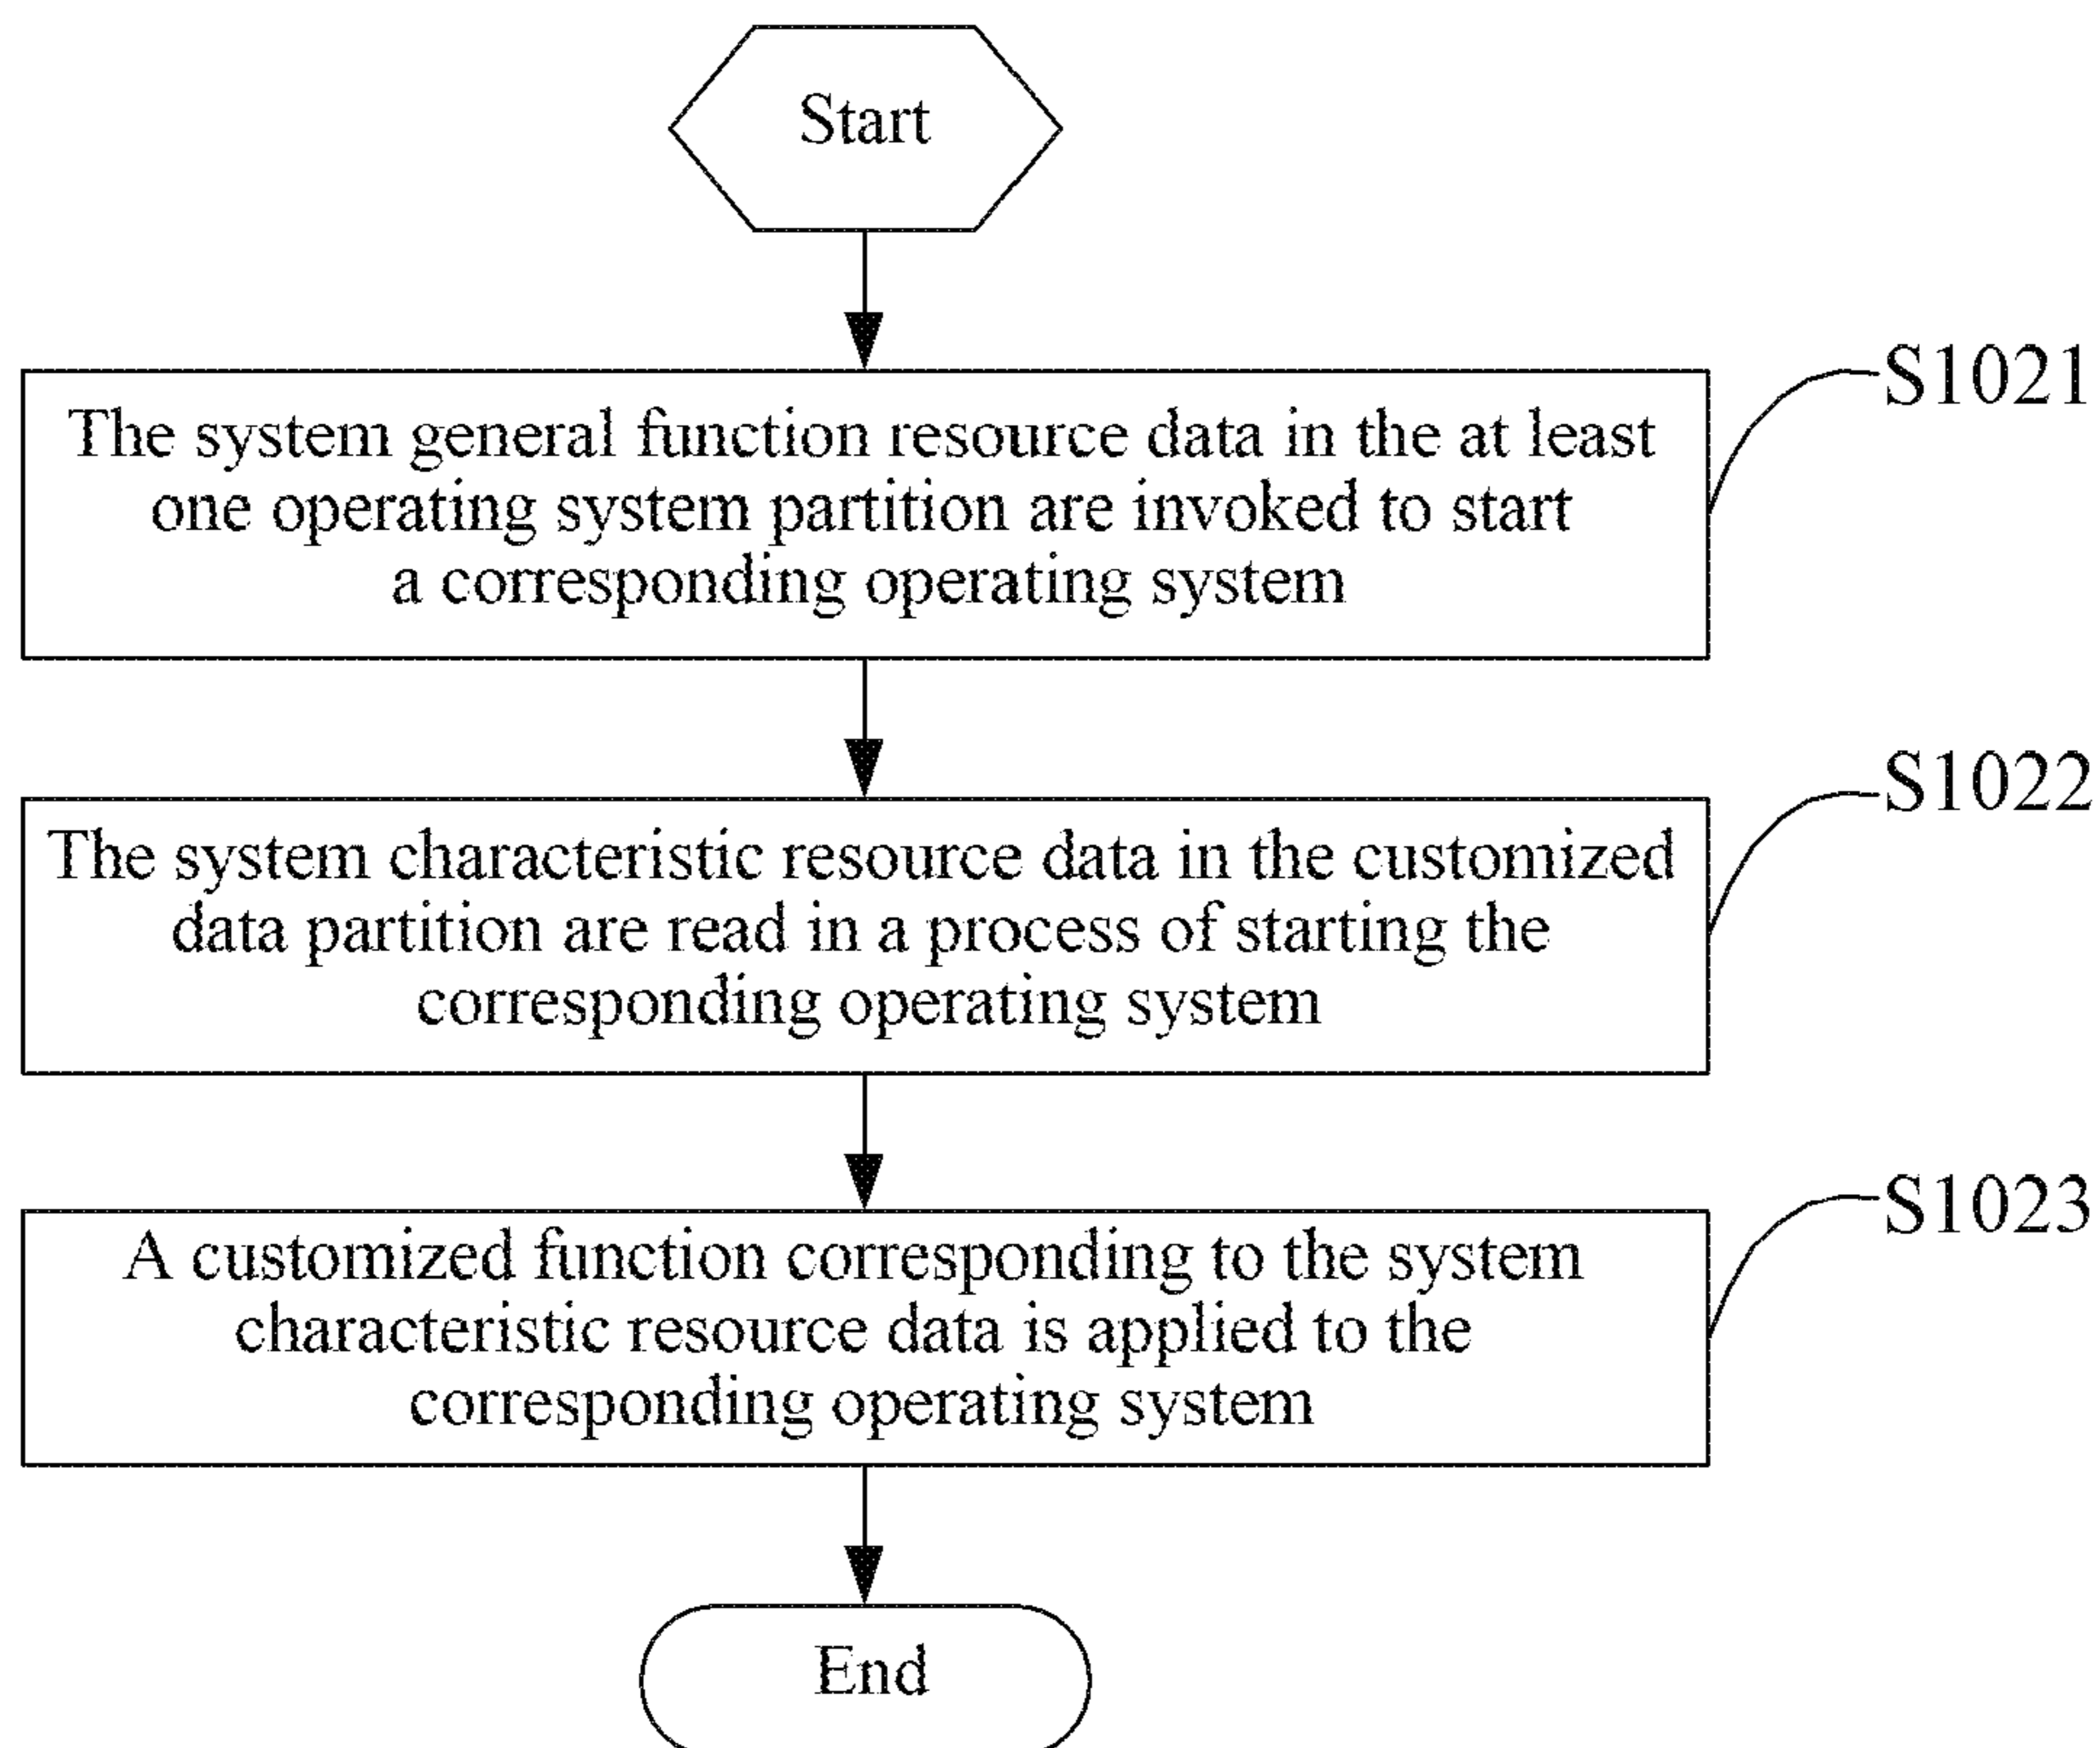 Start
S1021
The system general function resource data in the at least
one operating system partition are invoked to start
a corresponding operating system
S1022
The system characteristic resource data in the customized
data partition are read in a process of starting the
corresponding operating system
S1023
A customized function corresponding to the system
characteristic resource data is applied to the
corresponding operating system
End